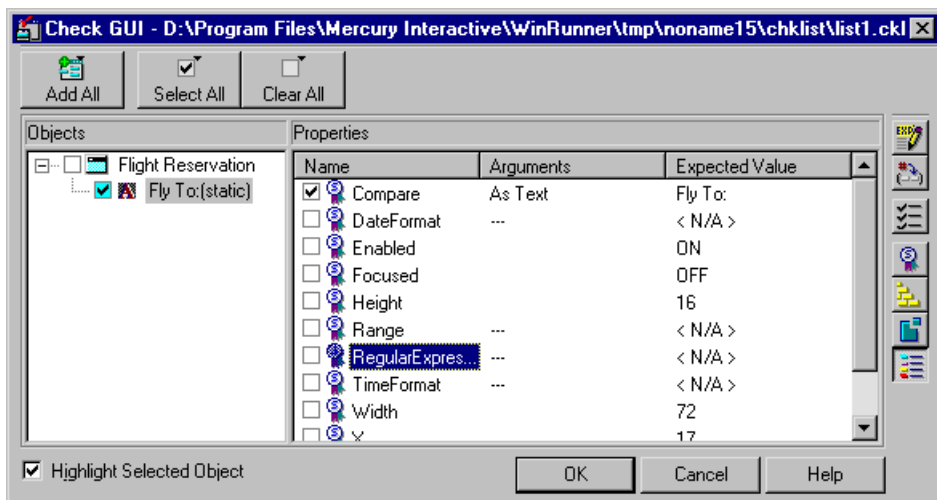 Check GUI - D:\Program Files\Mercury Interactive\WinRunner\tmp\noname15\chklist\list1.ckl
Add All Select All Clear All
Objects Properties
Flight Reservation
Fly To:(static)
Name Arguments Expected Value
Compare As Text Fly To:
DateFormat --- < N/A >
Enabled ON
Focused OFF
Height 16
Range --- < N/A >
RegularExpres... --- < N/A >
TimeFormat --- < N/A >
Width 72
X 17
Highlight Selected Object
OK Cancel Help